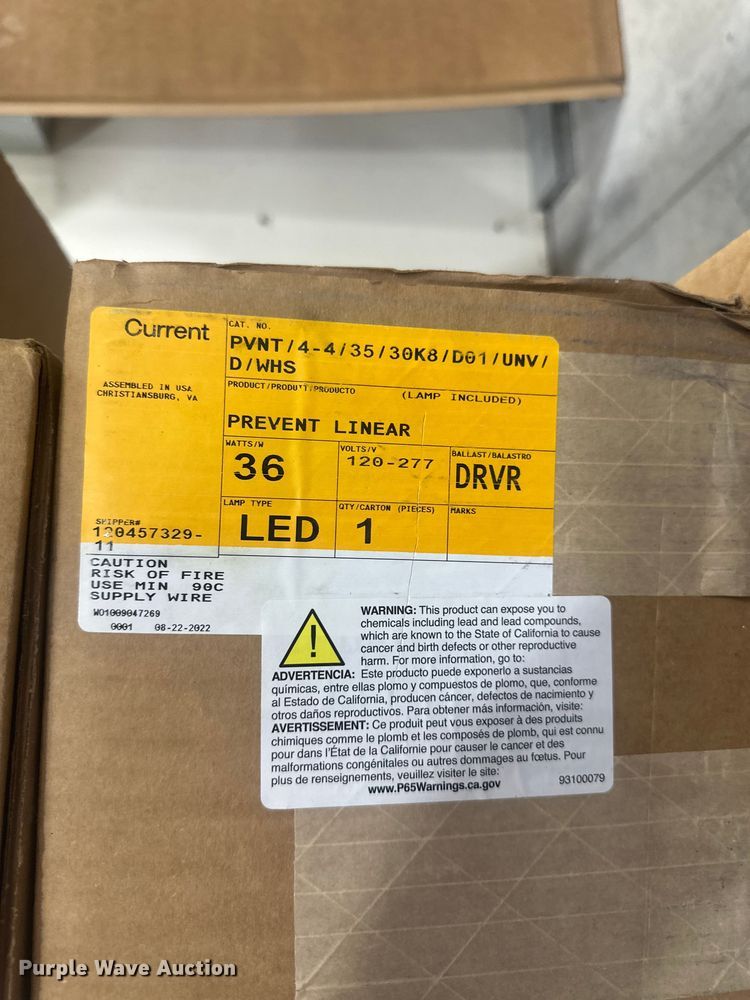 Current
ASSEMBLED IN USA
CHRISTIANSBURG, VA
SHIPPER#
120457329-
11
CAT. NO.
PVNT/4-4/35/30K8/D01/UNV/
D/WHS
PRODUCT/PRODUIT/PRODUCTO
(LAMP INCLUDED)
PREVENT LINEAR
WATTS/W
36
VOLTS/V
120-277
BALLAST/BALASTRO
DRVR
LAMP TYPE
LED
QTY/CARTON (PIECES)
1
MARKS
CAUTION
RISK OF FIRE
USE MIN 90C
SUPPLY WIRE
WO1009047269
0001 08-22-2022
WARNING: This product can expose you to
chemicals including lead and lead compounds,
which are known to the State of California to cause
cancer and birth defects or other reproductive
harm. For more information, go to:
ADVERTENCIA: Este producto puede exponerlo a sustancias
químicas, entre ellas plomo y compuestos de plomo, que, conforme
al Estado de California, producen cáncer, defectos de nacimiento y
otros daños reproductivos. Para obtener más información, visite:
AVERTISSEMENT: Ce produit peut vous exposer à des produits
chimiques comme le plomb et les composés de plomb, qui est connu
pour dans l'État de la Californie pour causer le cancer et des
malformations congénitales ou autres dommages au fœtus. Pour
plus de renseignements, veuillez visiter le site:
www.P65Warnings.ca.gov
93100079
Purple Wave Auction